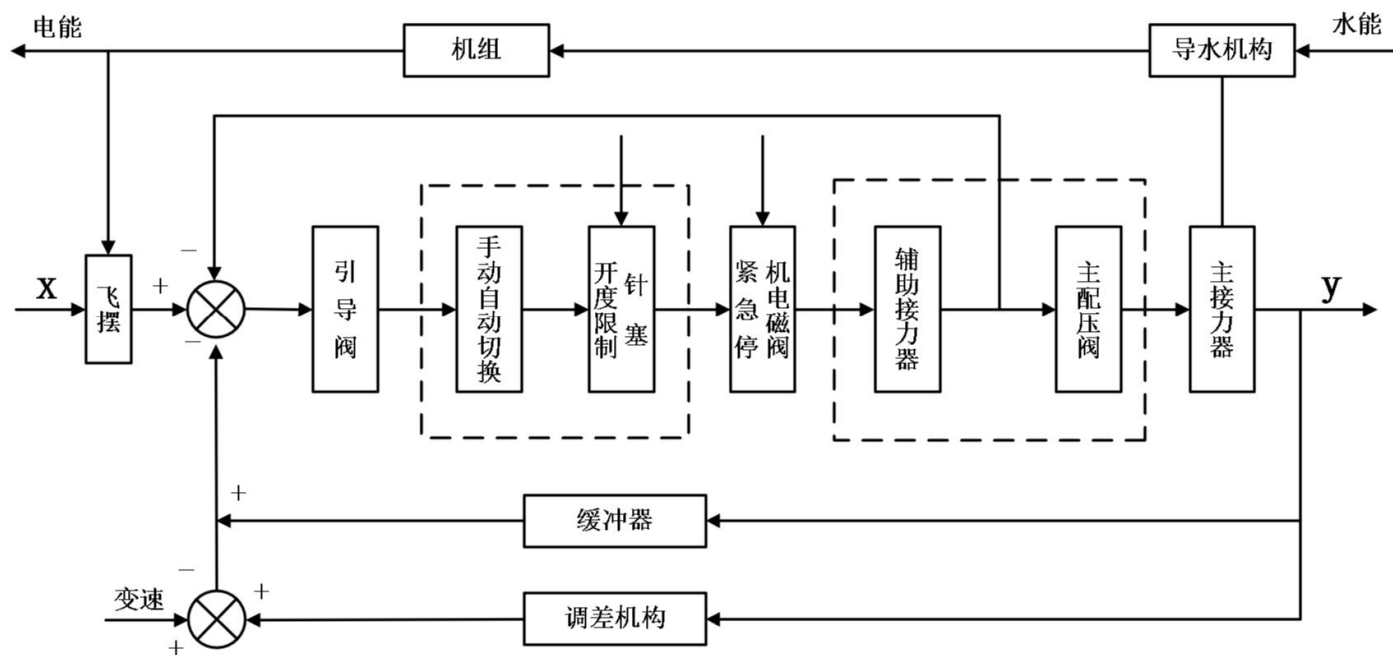 电能
机组
导水机构
水能
X
飞摆
+
−
−
引导阀
手动自动切换
开度限制
针塞
紧急停
机电磁阀
辅助接力器
主配压阀
主接力器
y
+
缓冲器
−
变速
+
+
调差机构